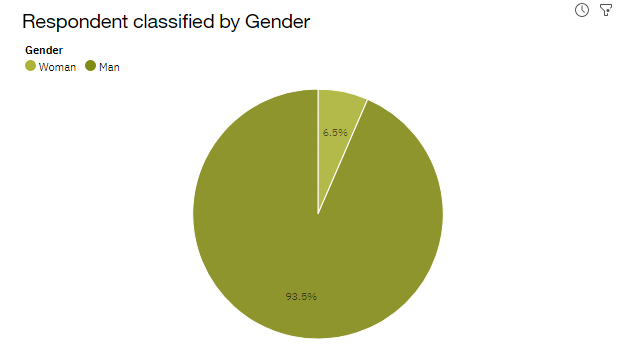 Respondent classified by Gender
Gender
Woman Man
6.5%
93.5%